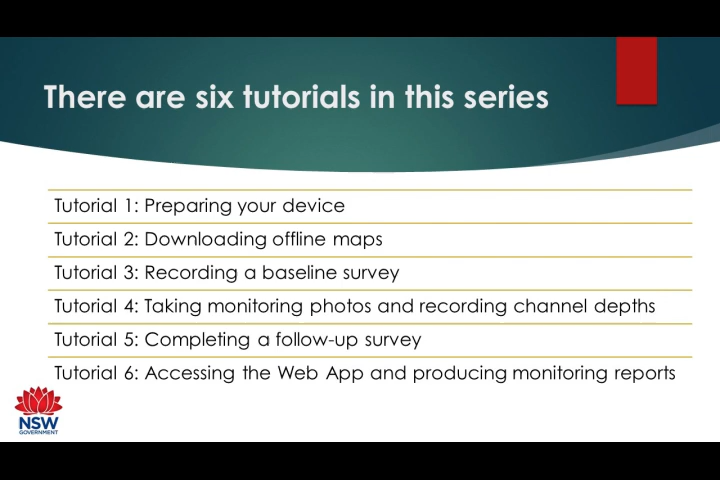 There are six tutorials in this series
Tutorial 1: Preparing your device
Tutorial 2: Downloading offline maps
Tutorial 3: Recording a baseline survey
Tutorial 4: Taking monitoring photos and recording channel depths
Tutorial 5: Completing a follow-up survey
Tutorial 6: Accessing the Web App and producing monitoring reports
NSW
GOVERNMENT